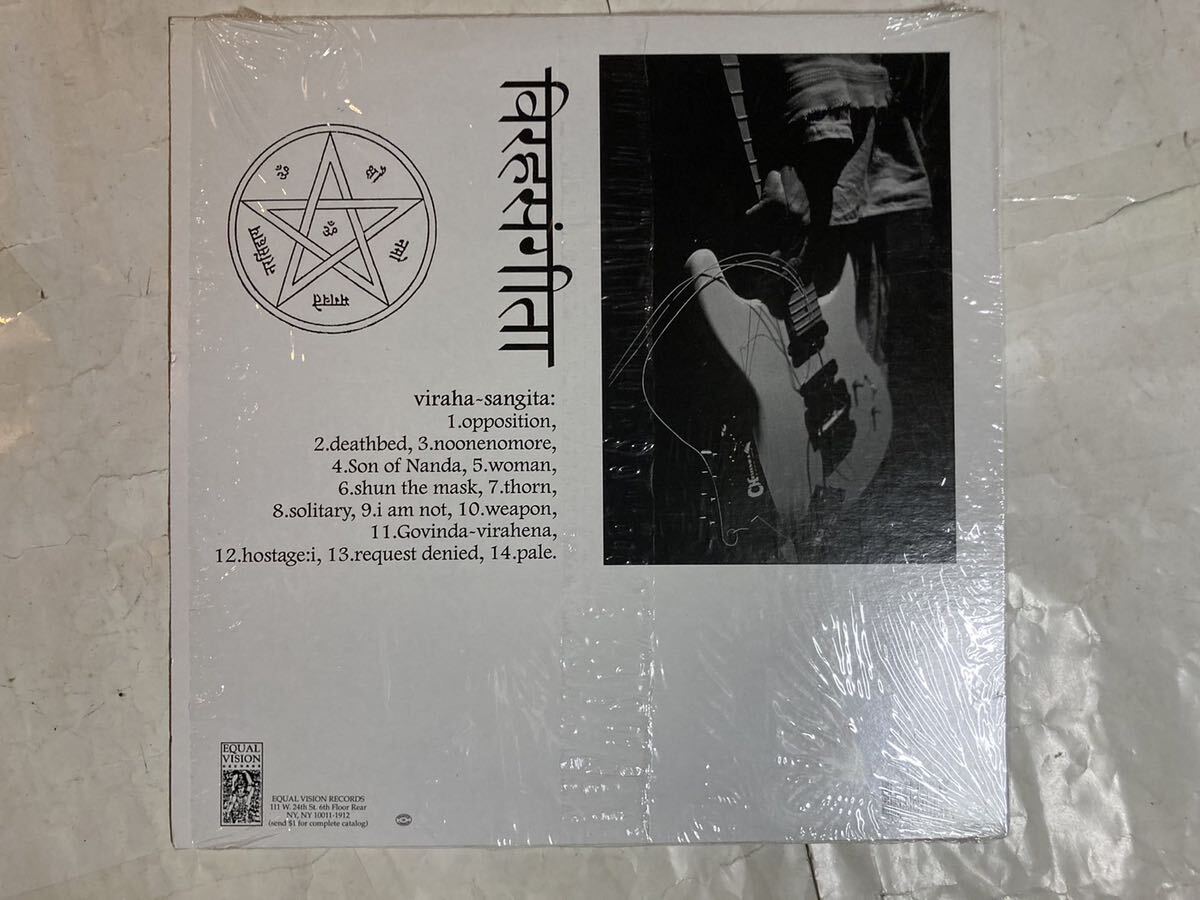 विरहसंगीता
ॐ
ॐ
नमो
भगवते
viraha-sangita:
1.opposition,
2.deathbed, 3.noonenomore,
4.Son of Nanda, 5.woman,
6.shun the mask, 7.thorn,
8.solitary, 9.i am not, 10.weapon,
11.Govinda-virahena,
12.hostage:i, 13.request denied, 14.pale.
EQUAL
VISION
EQUAL VISION RECORDS
111 W. 24th St. 6th Floor Rear
NY, NY 10011-1912
(send $1 for complete catalog)